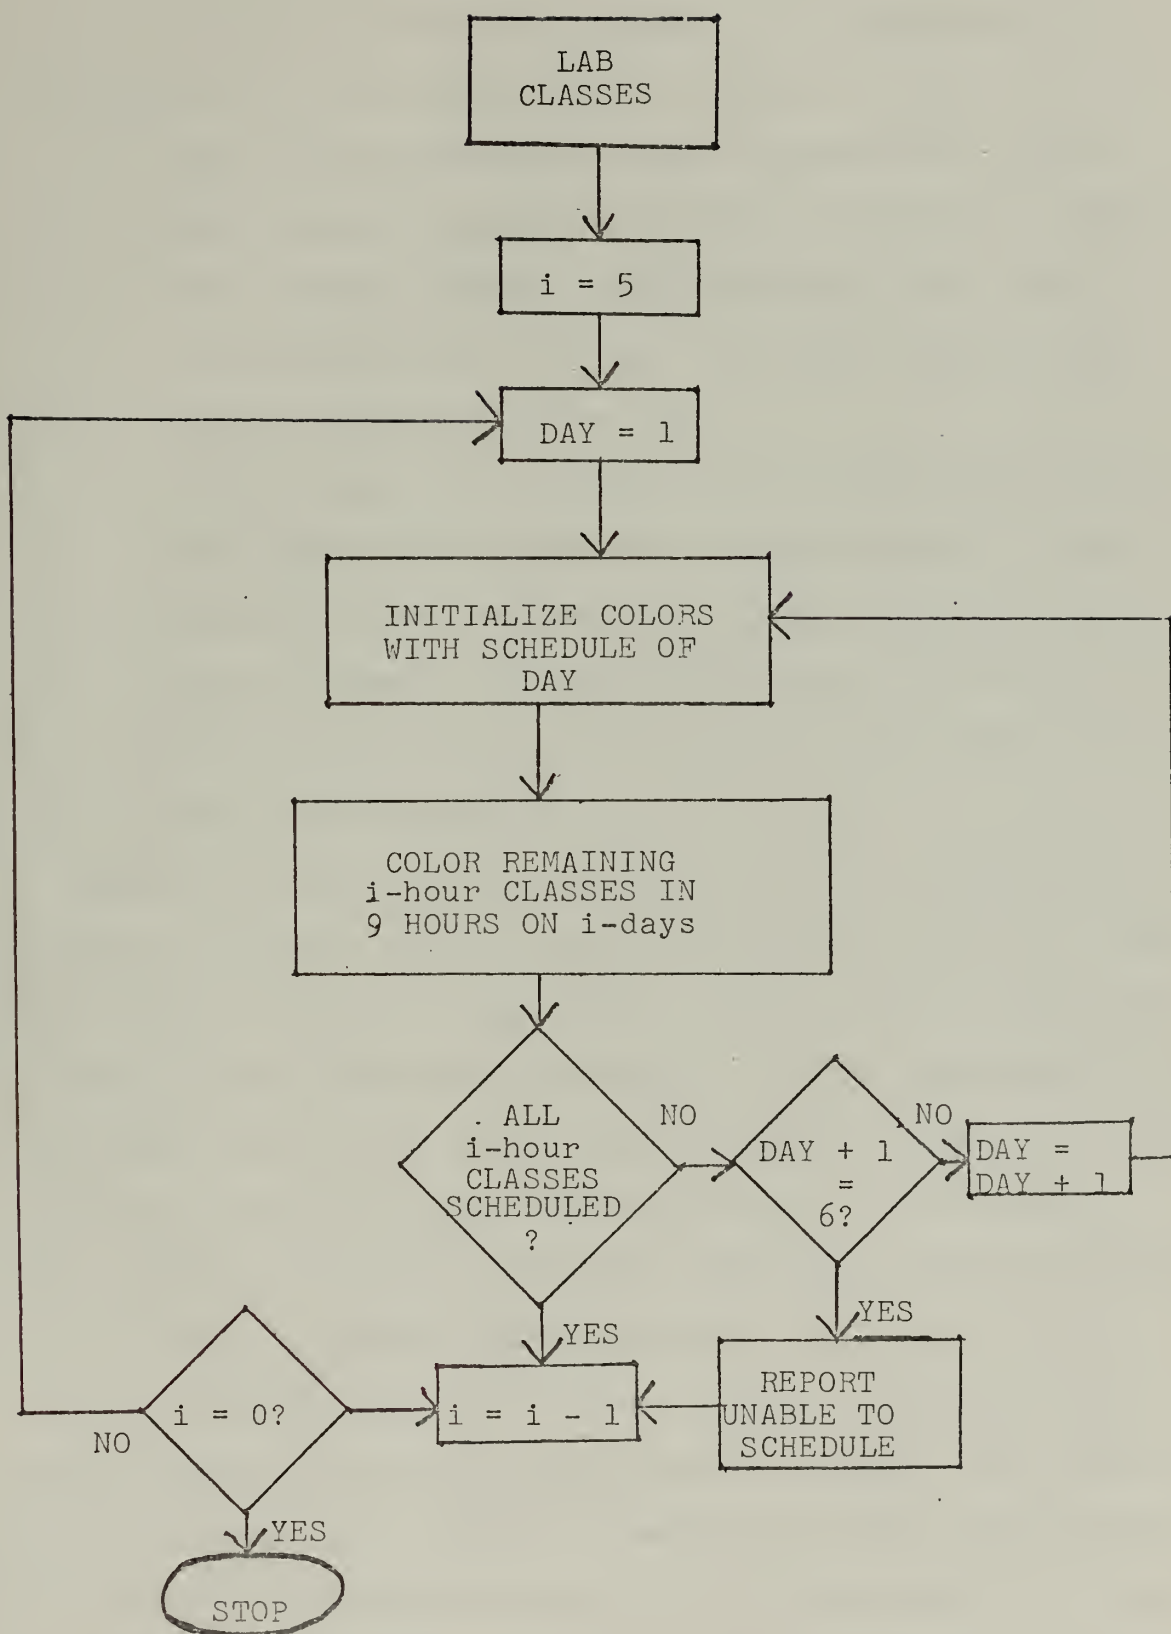 LAB
CLASSES
i = 5
DAY = 1
INITIALIZE COLORS
WITH SCHEDULE OF
DAY
COLOR REMAINING
i-hour CLASSES IN
9 HOURS ON i-days
ALL
i-hour
CLASSES
SCHEDULED
?
NO
DAY + 1
=
6?
NO
DAY =
DAY + 1
YES
YES
REPORT
UNABLE TO
SCHEDULE
i = i - 1
i = 0?
NO
YES
STOP